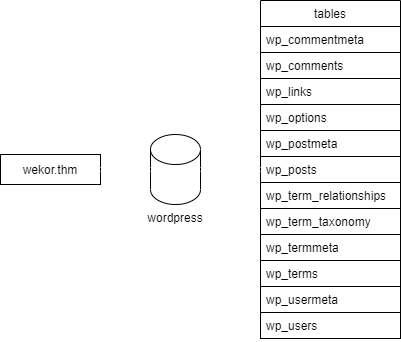 tables
wp_commentmeta
wp_comments
wp_links
wp_options
wp_postmeta
wekor.thm
wp_posts
wp_term_relationships
wordpress
wp_term_taxonomy
wp_termmeta
wp_terms
wp_usermeta
wp_users